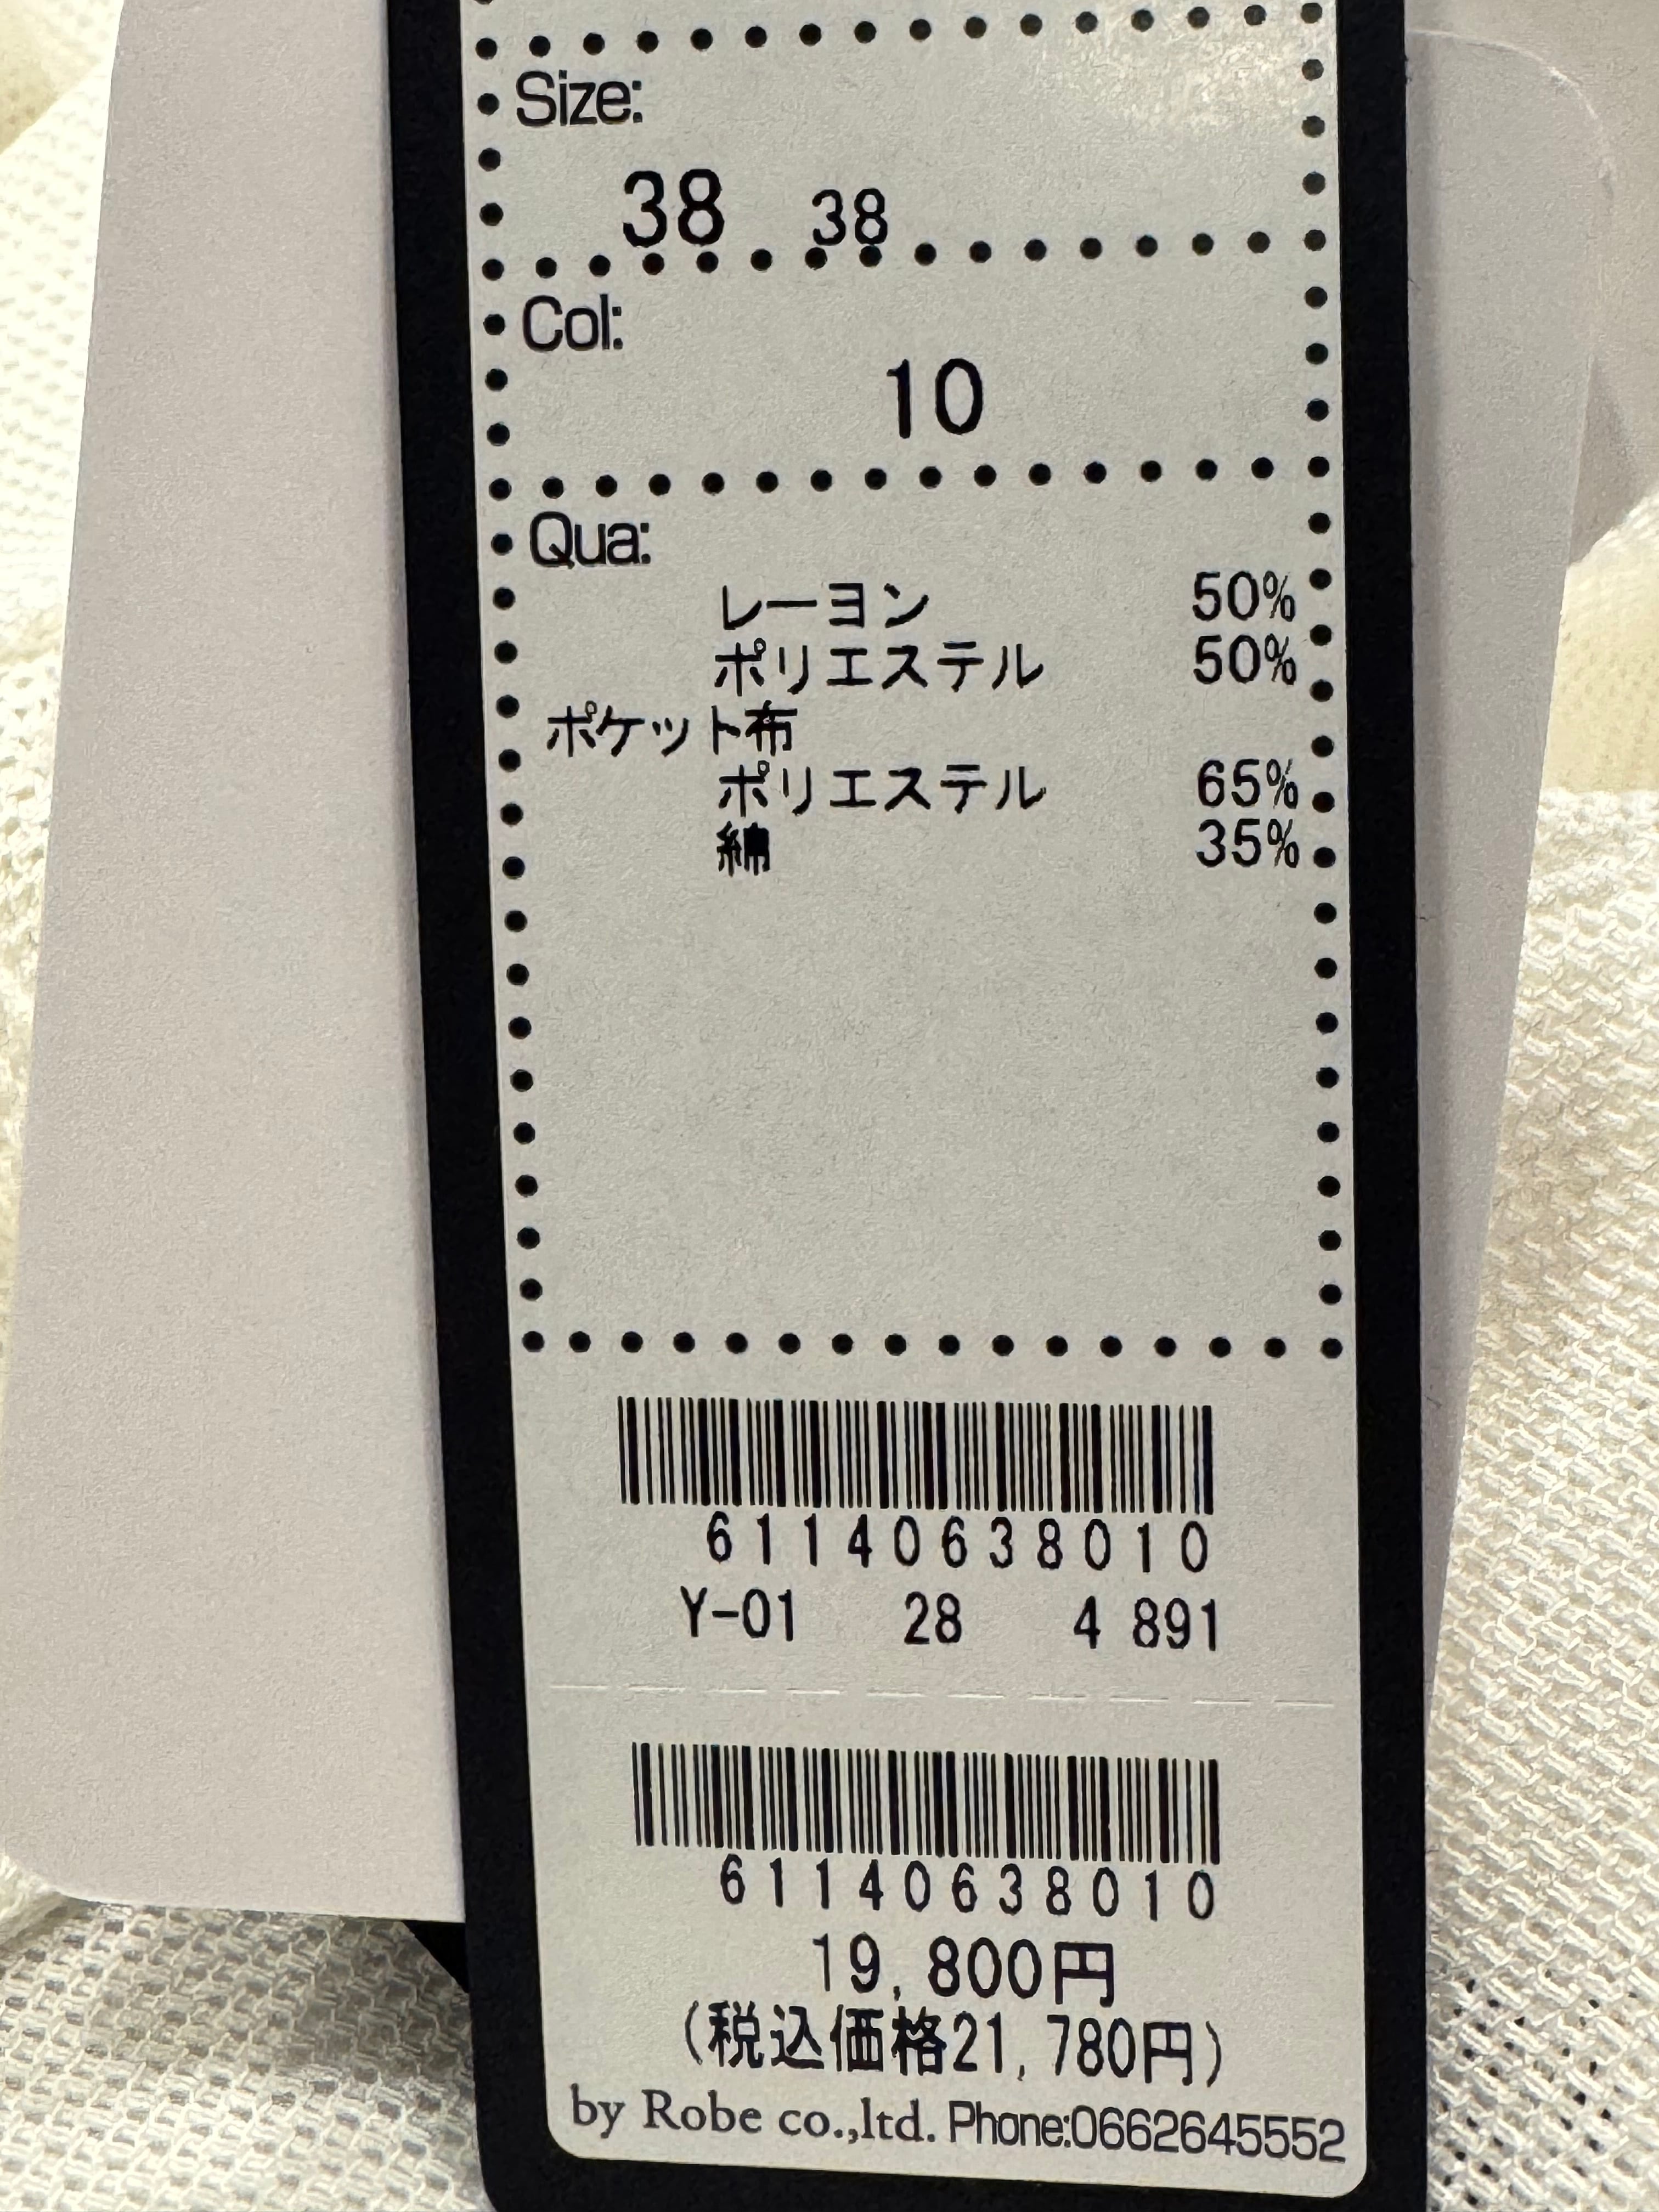 Size:
38 38
Col:
10
Qua:
レーヨン 50%
ポリエステル 50%
ポケット布
ポリエステル 65%
綿 35%
61140638010
Y-01 28 4 891
61140638010
19,800円
(税込価格21,780円)
by Robe co.,ltd. Phone:0662645552